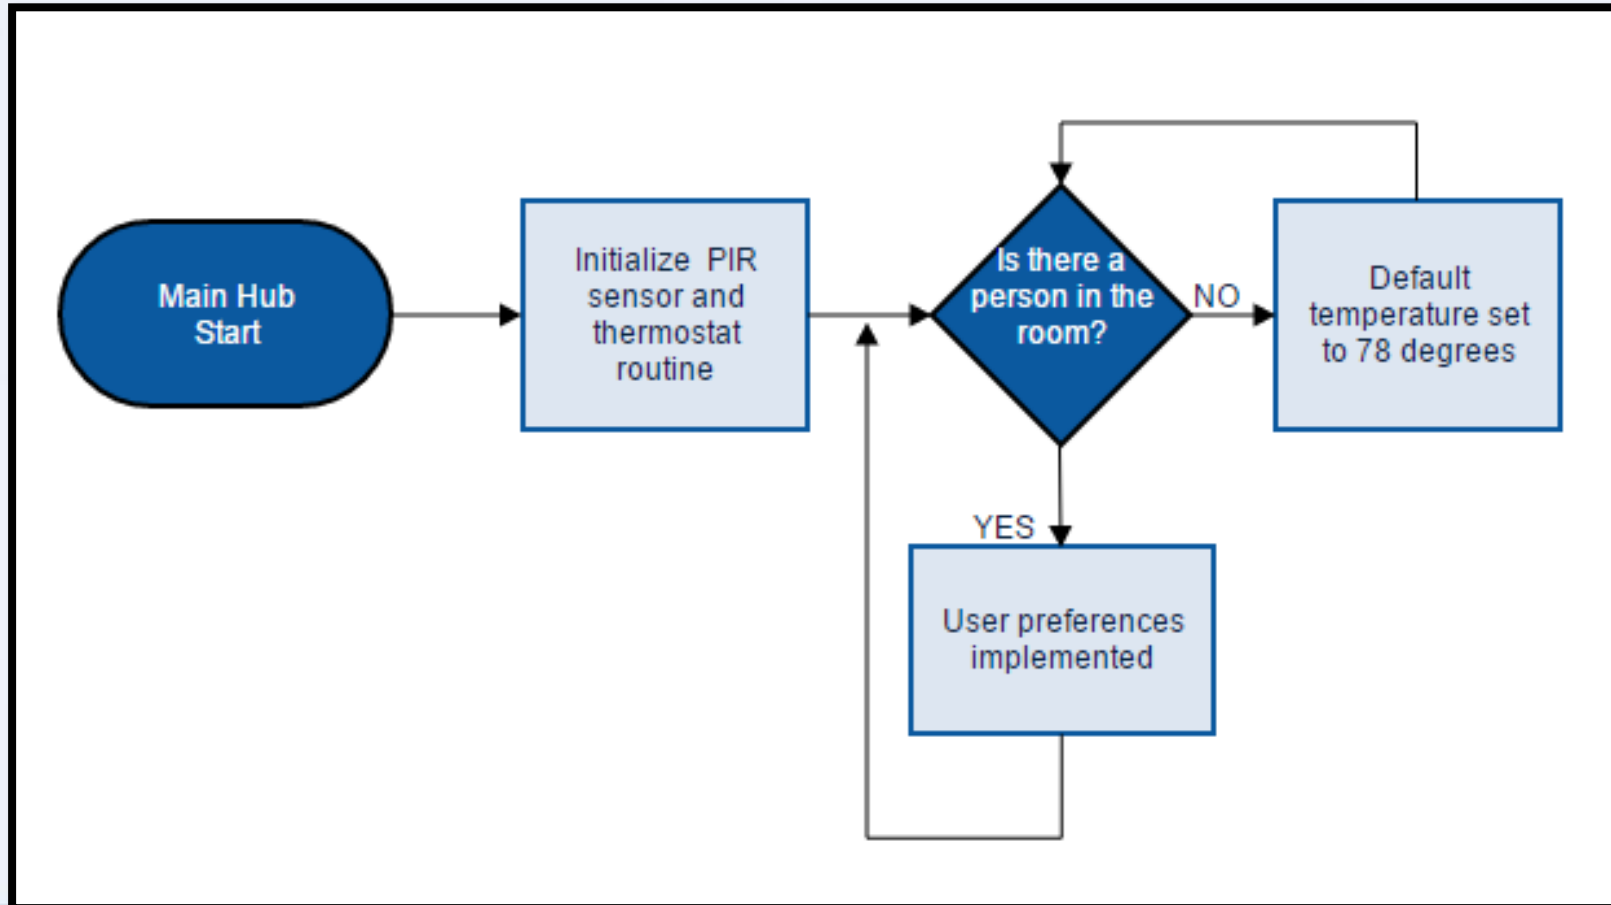 Main Hub
Start
Initialize PIR
sensor and
thermostat
routine
Is there a
person in the
room?
NO
Default
temperature set
to 78 degrees
YES
User preferences
implemented